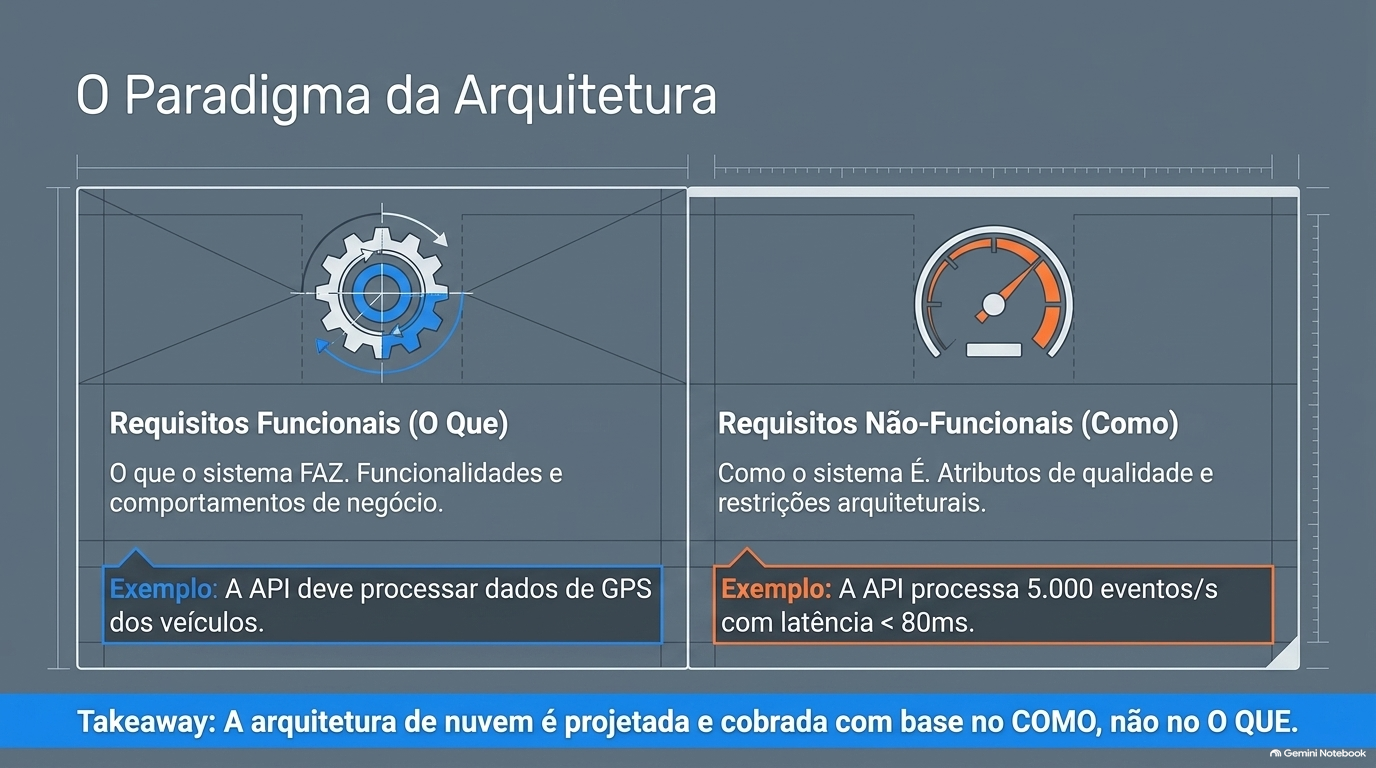 O Paradigma da Arquitetura
Requisitos Funcionais (O Que)
O que o sistema FAZ. Funcionalidades e
comportamentos de negócio.
Exemplo: A API deve processar dados de GPS
dos veículos.
Requisitos Não-Funcionais (Como)
Como o sistema É. Atributos de qualidade e
restrições arquiteturais.
Exemplo: A API processa 5.000 eventos/s
com latência < 80ms.
Takeaway: A arquitetura de nuvem é projetada e cobrada com base no COMO, não no O QUE.
Gemini Notebook